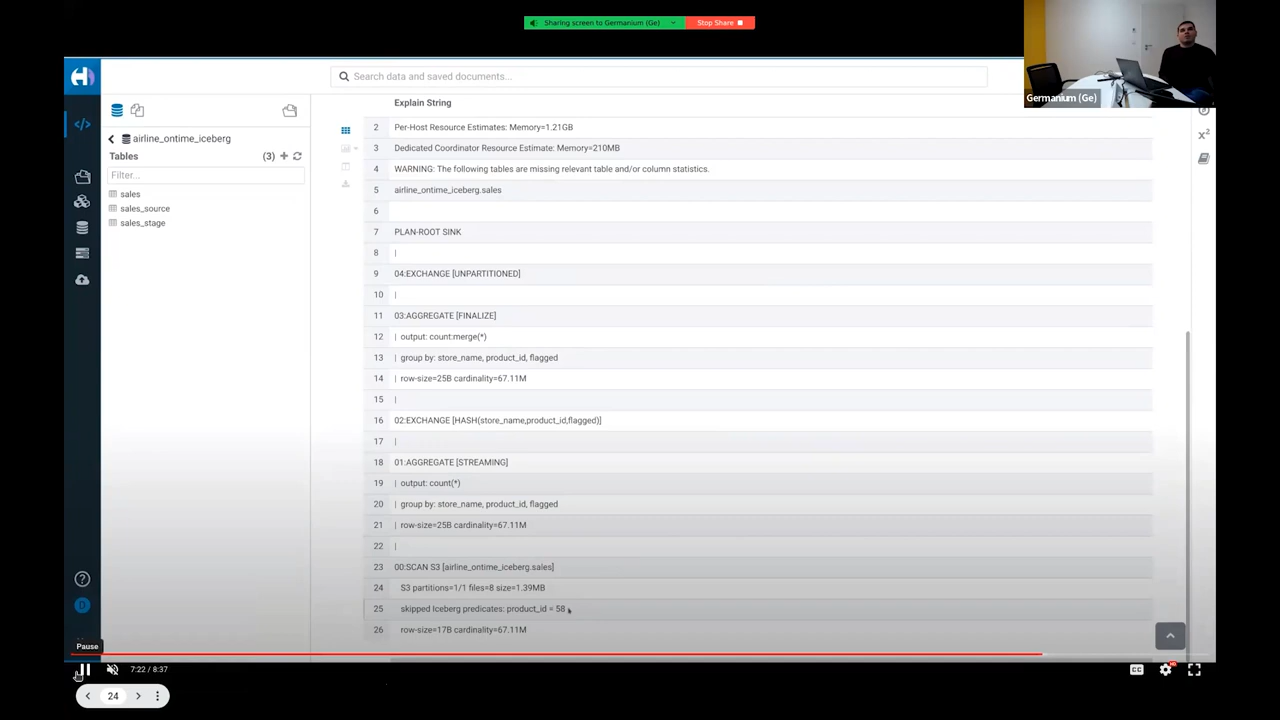 Sharing screen to Germanium (Ge)
Stop Share
Search data and saved documents...
Germanium (Ge)
airline_ontime_iceberg
Tables (3)
Filter...
sales
sales_source
sales_stage
Explain String
2 Per-Host Resource Estimates: Memory=1.21GB
3 Dedicated Coordinator Resource Estimate: Memory=210MB
4 WARNING: The following tables are missing relevant table and/or column statistics.
5 airline_ontime_iceberg.sales
6
7 PLAN-ROOT SINK
8 |
9 04:EXCHANGE [UNPARTITIONED]
10 |
11 03:AGGREGATE [FINALIZE]
12 | output: count:merge(*)
13 | group by: store_name, product_id, flagged
14 | row-size=25B cardinality=67.11M
15 |
16 02:EXCHANGE [HASH(store_name,product_id,flagged)]
17 |
18 01:AGGREGATE [STREAMING]
19 | output: count(*)
20 | group by: store_name, product_id, flagged
21 | row-size=25B cardinality=67.11M
22 |
23 00:SCAN S3 [airline_ontime_iceberg.sales]
24 S3 partitions=1/1 files=8 size=1.39MB
25 skipped Iceberg predicates: product_id = 58
26 row-size=17B cardinality=67.11M
D
Pause
7:22 / 8:37
CC
HD
24